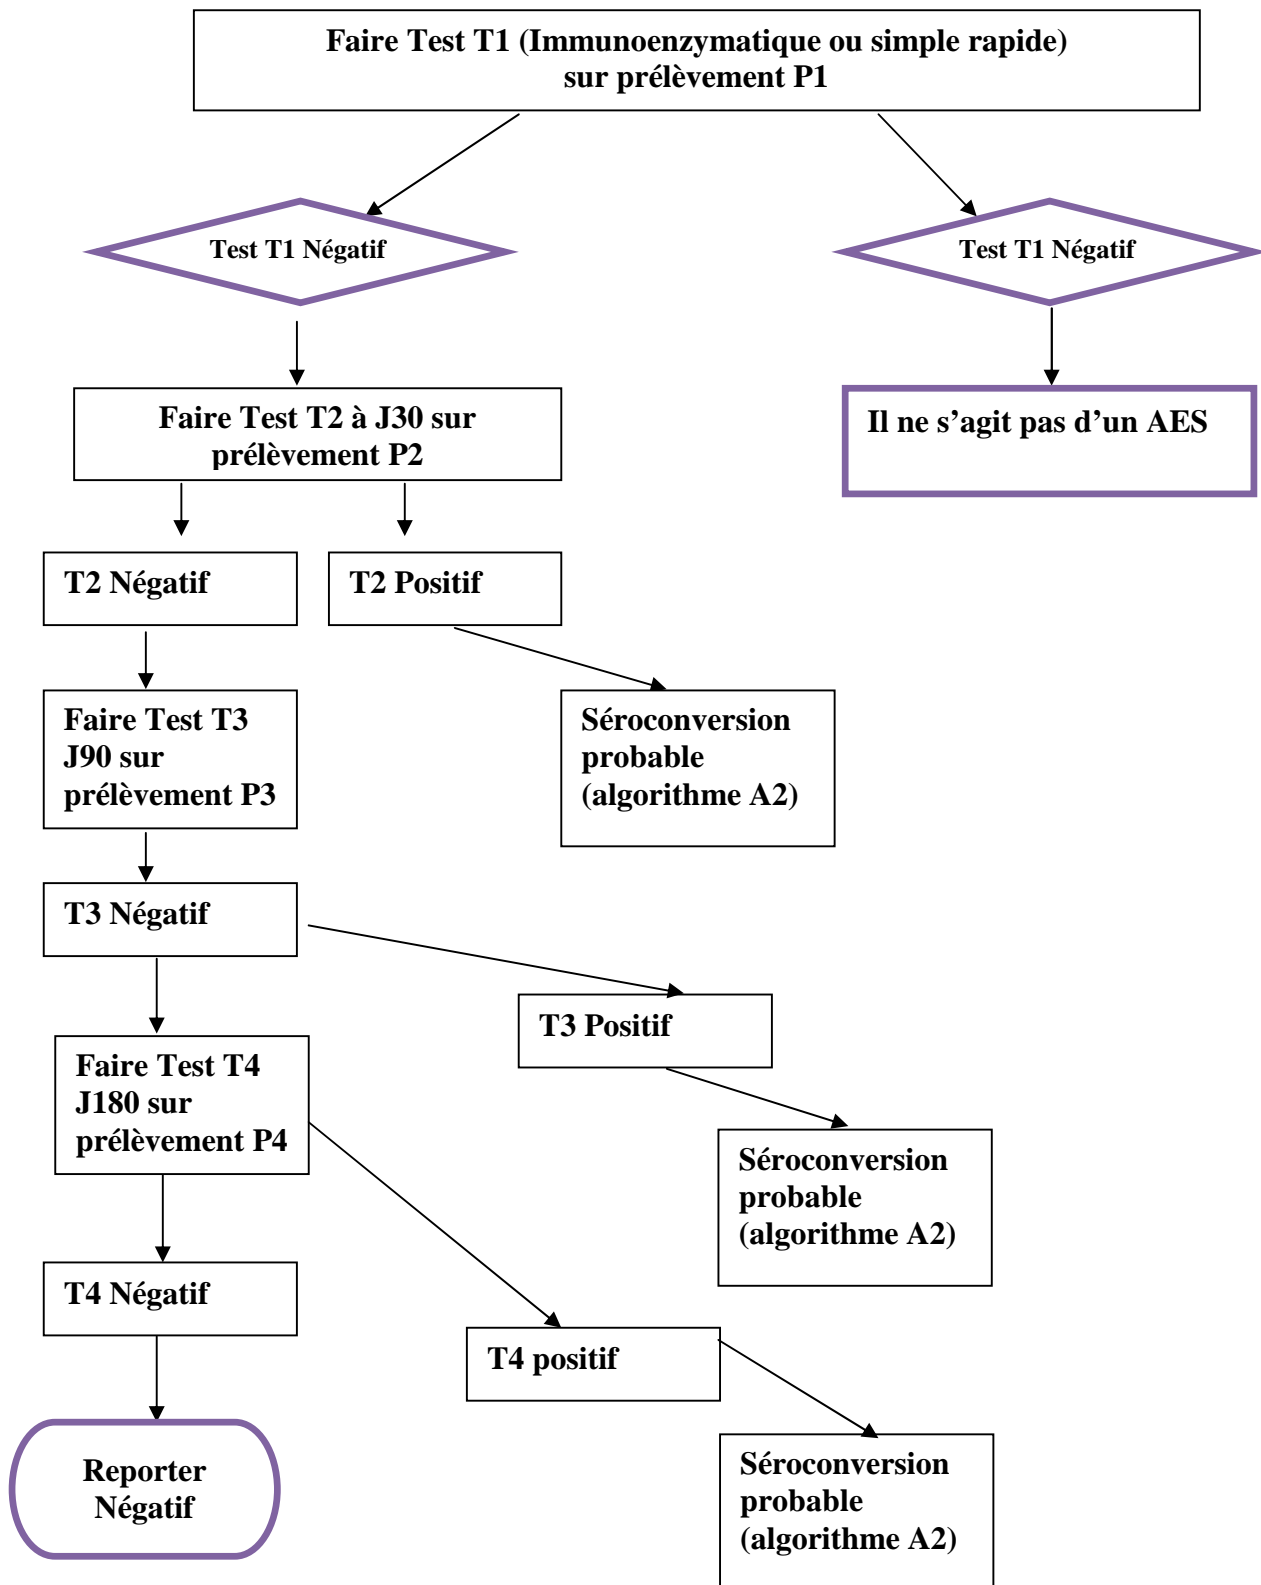 Faire Test T1 (Immunoenzymatique ou simple rapide)
sur prélèvement P1
Test T1 Négatif
Test T1 Négatif
Faire Test T2 à J30 sur
prélèvement P2
Il ne s’agit pas d’un AES
T2 Négatif
T2 Positif
Faire Test T3
J90 sur
prélèvement P3
Séroconversion
probable
(algorithme A2)
T3 Négatif
T3 Positif
Faire Test T4
J180 sur
prélèvement P4
Séroconversion
probable
(algorithme A2)
T4 Négatif
T4 positif
Reporter
Négatif
Séroconversion
probable
(algorithme A2)